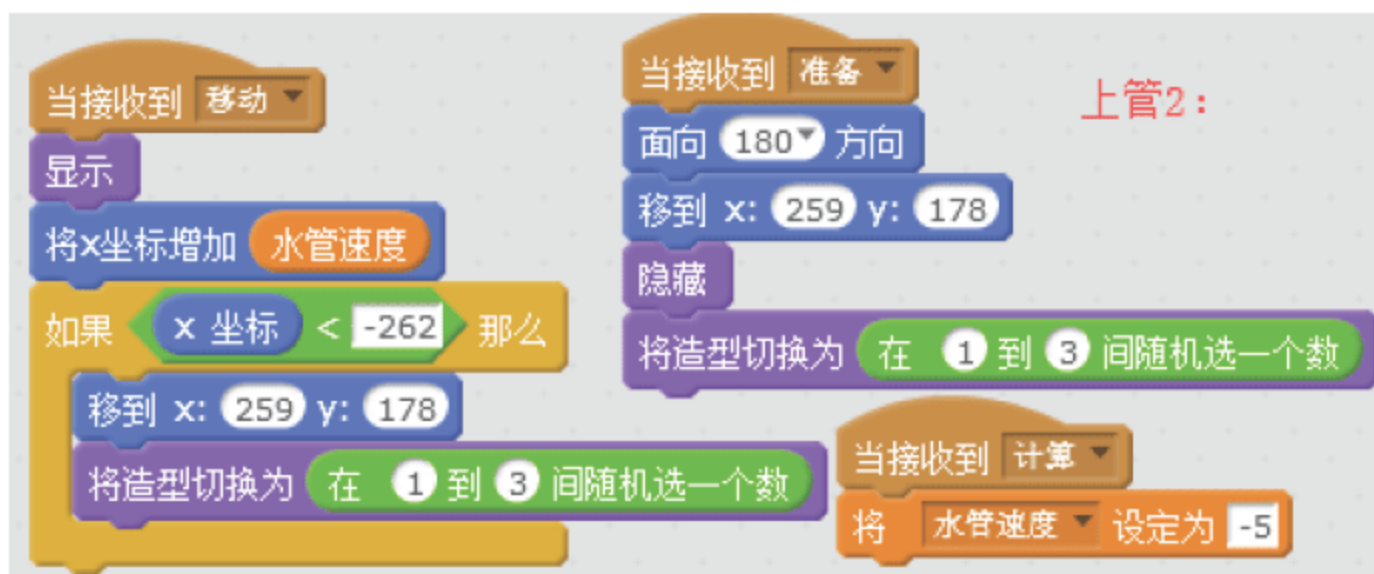 当接收到 移动
显示
将x坐标增加 水管速度
如果 x 坐标 < -262 那么
移到 x: 259 y: 178
将造型切换为 在 1 到 3 间随机选一个数
当接收到 准备
面向 180 方向
移到 x: 259 y: 178
隐藏
将造型切换为 在 1 到 3 间随机选一个数
上管2：
当接收到 计算
将 水管速度 设定为 -5